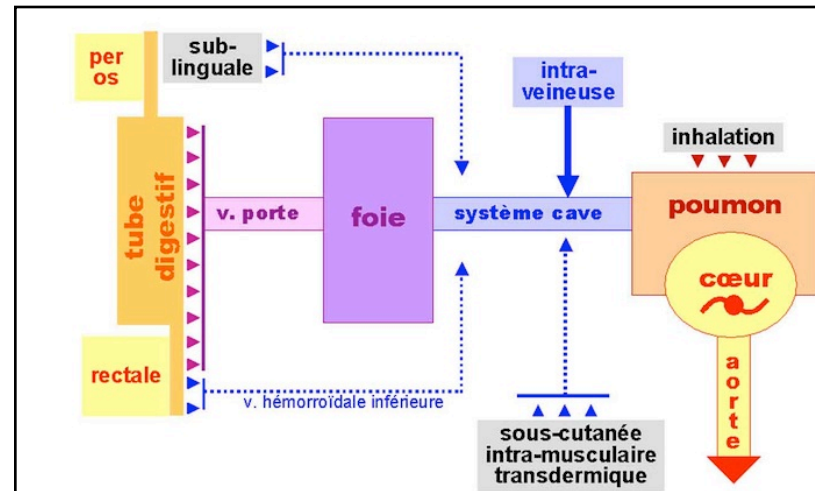 per
os
sub-
linguale
intra-
veineuse
inhalation
tube
digestif
v. porte
foie
système cave
poumon
cœur
rectale
v. hémorroïdale inférieure
sous-cutanée
intra-musculaire
transdermique
aorte